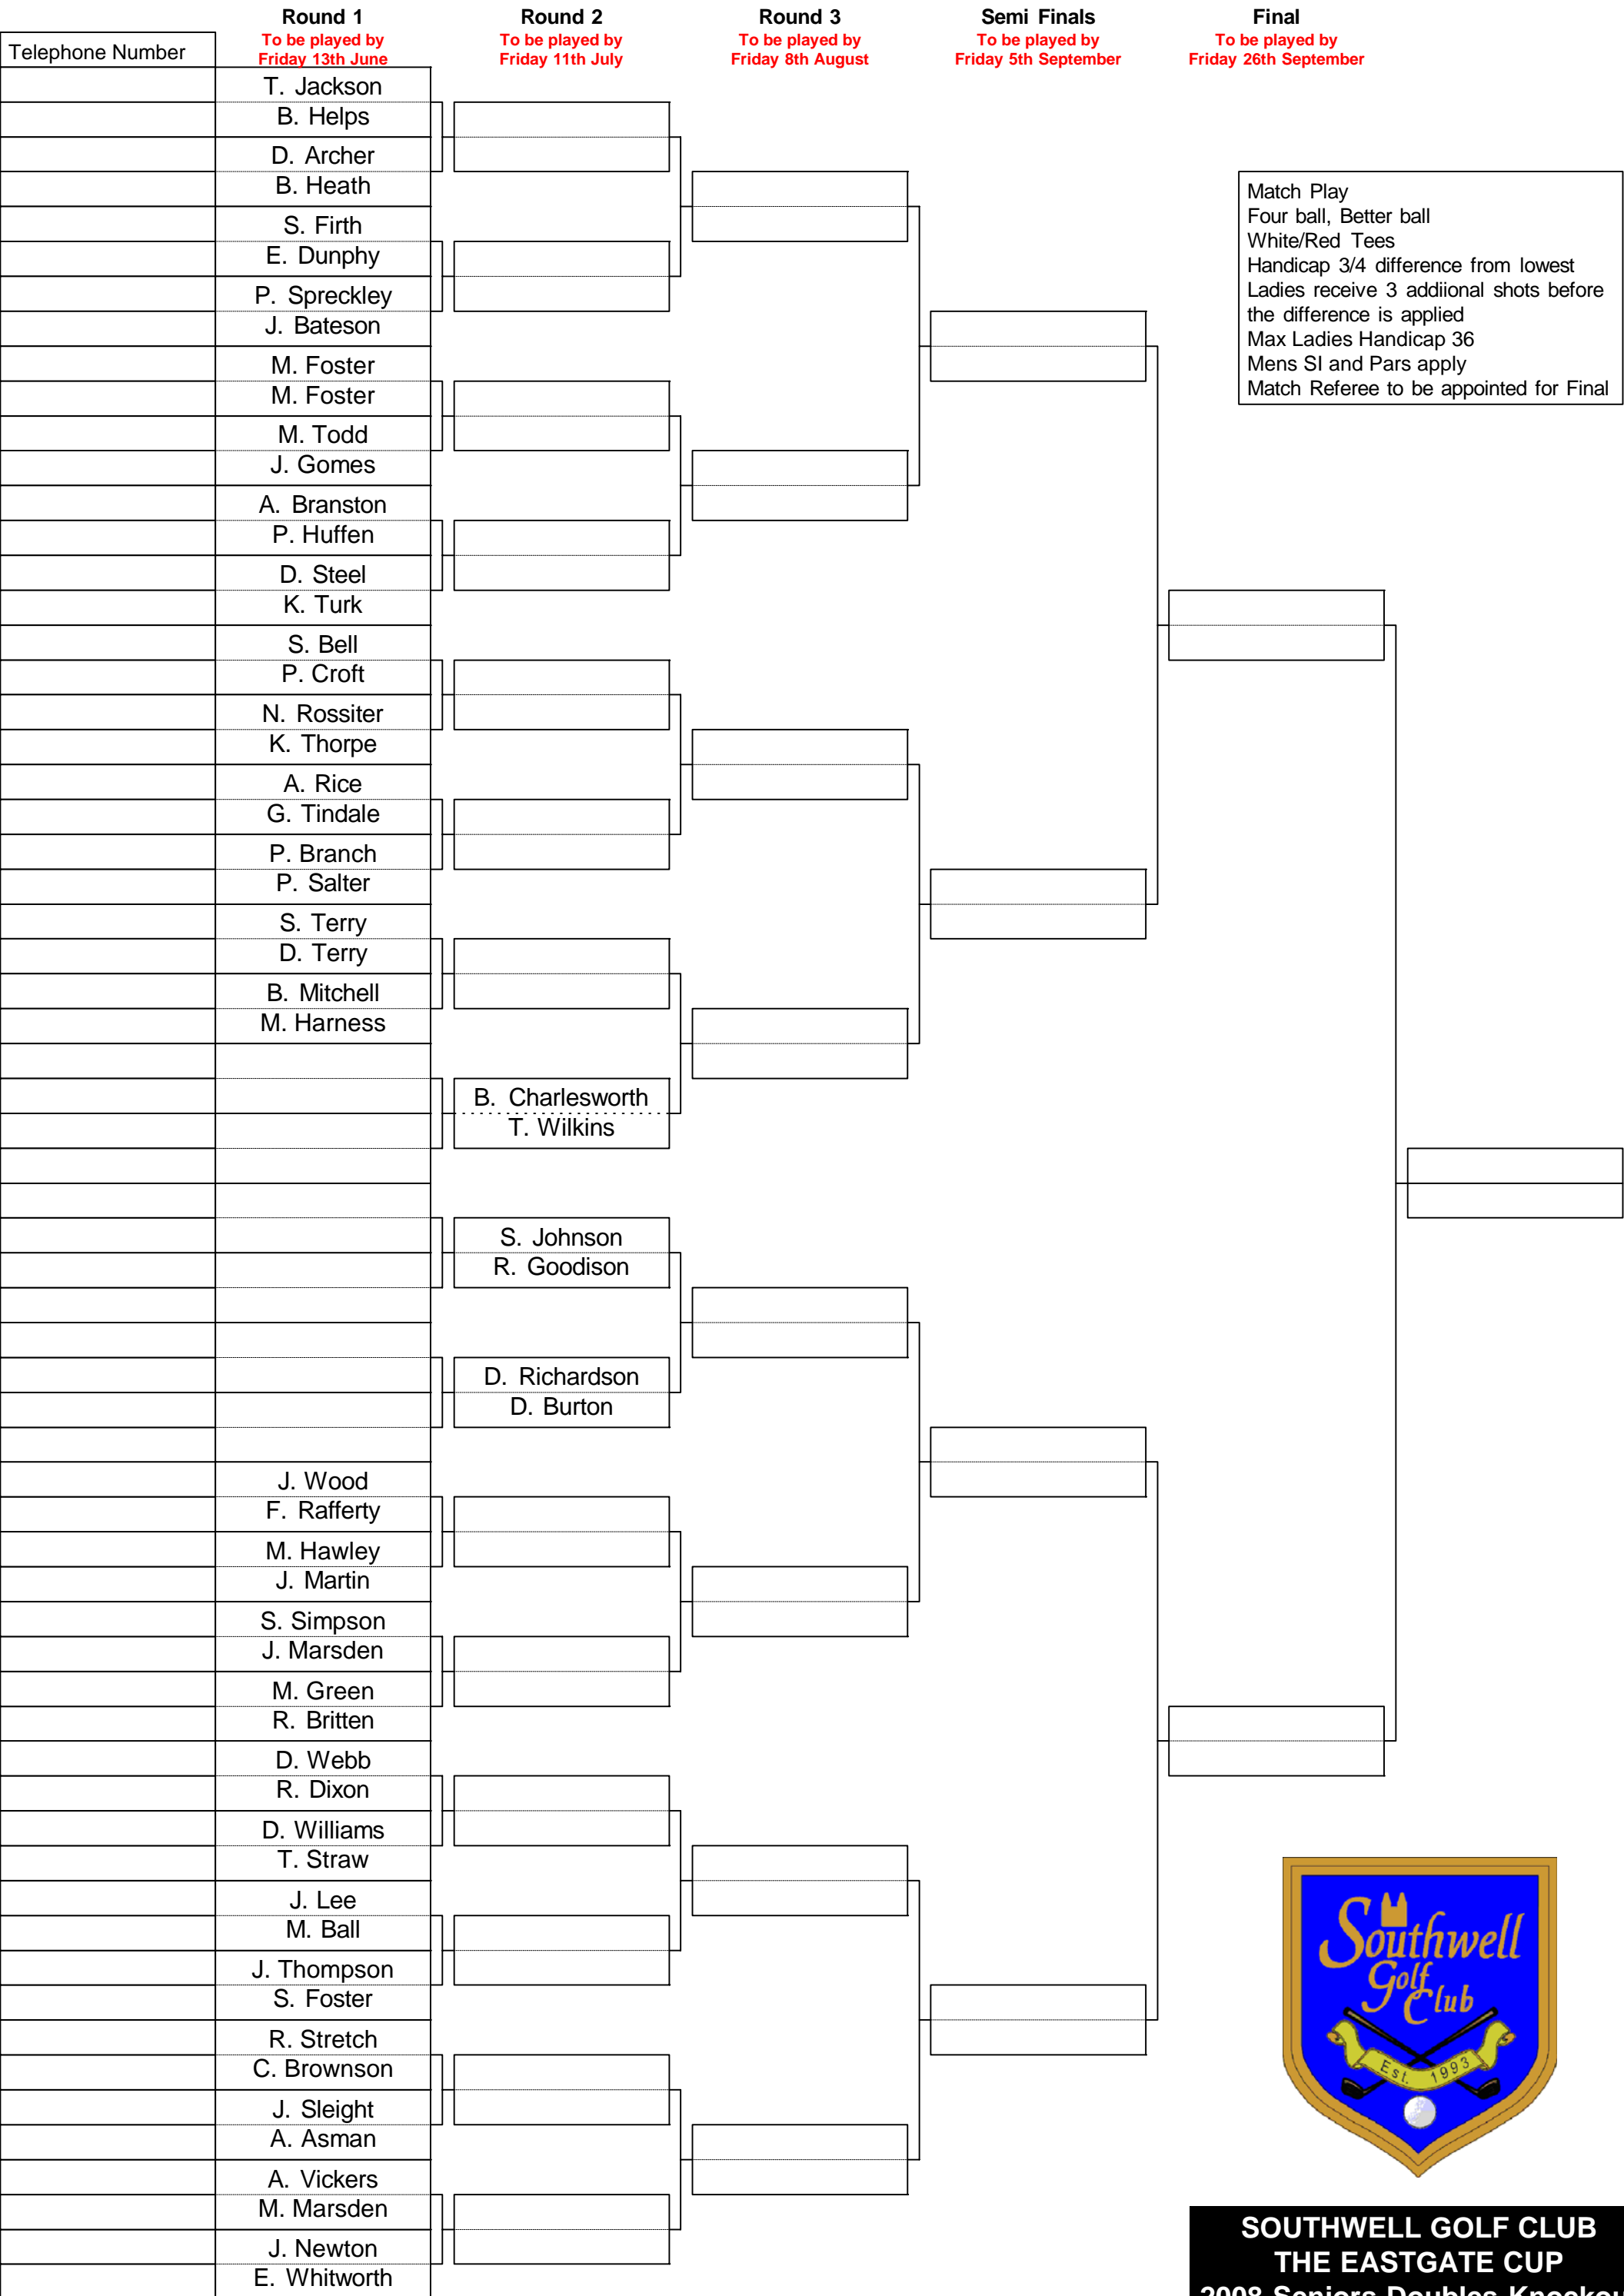 Round 1
Round 2
Round 3
Semi Finals
Final
Telephone Number
To be played by
Friday 13th June
To be played by
Friday 11th July
To be played by
Friday 8th August
To be played by
Friday 5th September
To be played by
Friday 26th September
T. Jackson
B. Helps
D. Archer
B. Heath
S. Firth
E. Dunphy
P. Spreckley
J. Bateson
M. Foster
M. Foster
M. Todd
J. Gomes
A. Branston
P. Huffen
D. Steel
K. Turk
S. Bell
P. Croft
N. Rossiter
K. Thorpe
A. Rice
G. Tindale
P. Branch
P. Salter
S. Terry
D. Terry
B. Mitchell
M. Harness
B. Charlesworth
T. Wilkins
S. Johnson
R. Goodison
D. Richardson
D. Burton
J. Wood
F. Rafferty
M. Hawley
J. Martin
S. Simpson
J. Marsden
M. Green
R. Britten
D. Webb
R. Dixon
D. Williams
T. Straw
J. Lee
M. Ball
J. Thompson
S. Foster
R. Stretch
C. Brownson
J. Sleight
A. Asman
A. Vickers
M. Marsden
J. Newton
E. Whitworth
Match Play
Four ball, Better ball
White/Red Tees
Handicap 3/4 difference from lowest
Ladies receive 3 addiional shots before
the difference is applied
Max Ladies Handicap 36
Mens SI and Pars apply
Match Referee to be appointed for Final
Southwell
Golf
Club
Est. 1993
SOUTHWELL GOLF CLUB
THE EASTGATE CUP
2008 Seniors Doubles